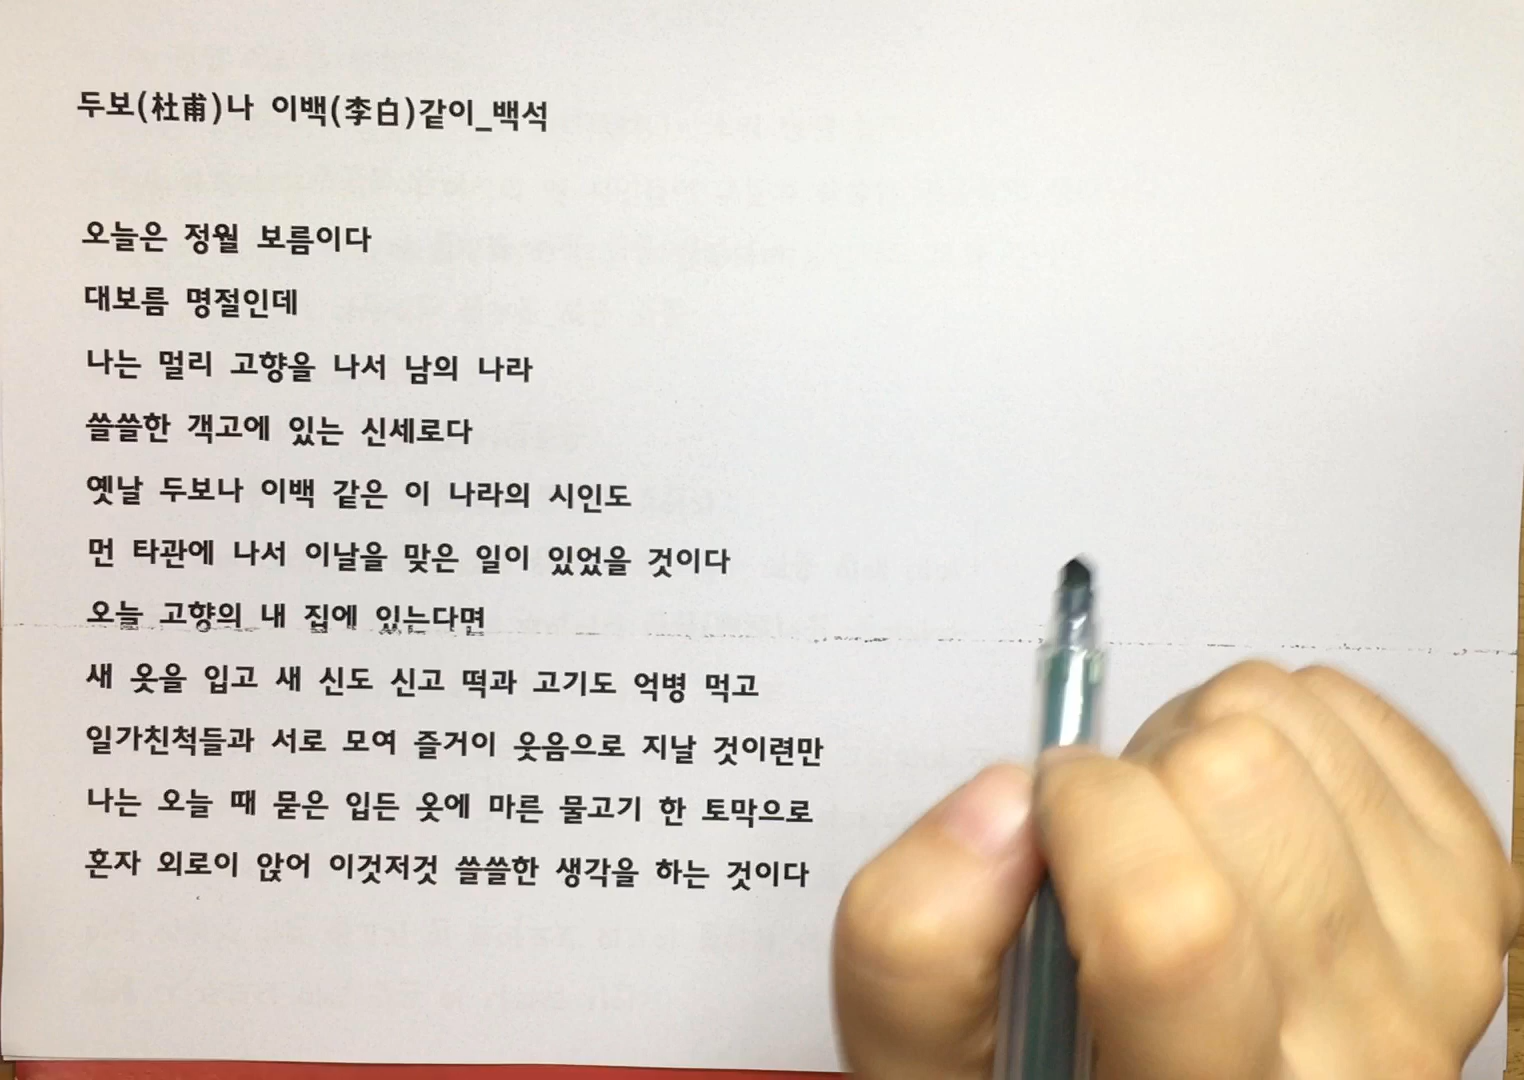 두보(杜甫)나 이백(李白)같이_백석
오늘은 정월 보름이다
대보름 명절인데
나는 멀리 고향을 나서 남의 나라
쓸쓸한 객고에 있는 신세로다
옛날 두보나 이백 같은 이 나라의 시인도
먼 타관에 나서 이날을 맞은 일이 있었을 것이다
오늘 고향의 내 집에 있는다면
새 옷을 입고 새 신도 신고 떡과 고기도 억병 먹고
일가친척들과 서로 모여 즐거이 웃음으로 지날 것이련만
나는 오늘 때 묻은 입든 옷에 마른 물고기 한 토막으로
혼자 외로이 앉어 이것저것 쓸쓸한 생각을 하는 것이다